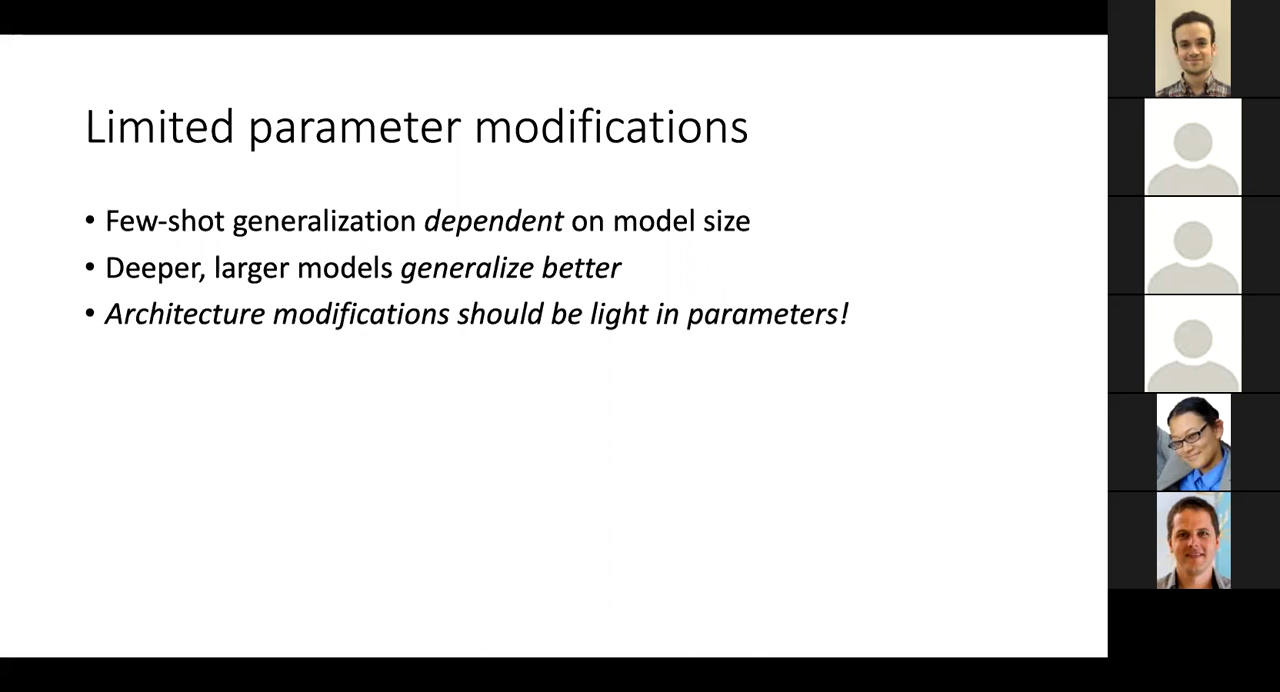 Limited parameter modifications
• Few-shot generalization dependent on model size
• Deeper, larger models generalize better
• Architecture modifications should be light in parameters!